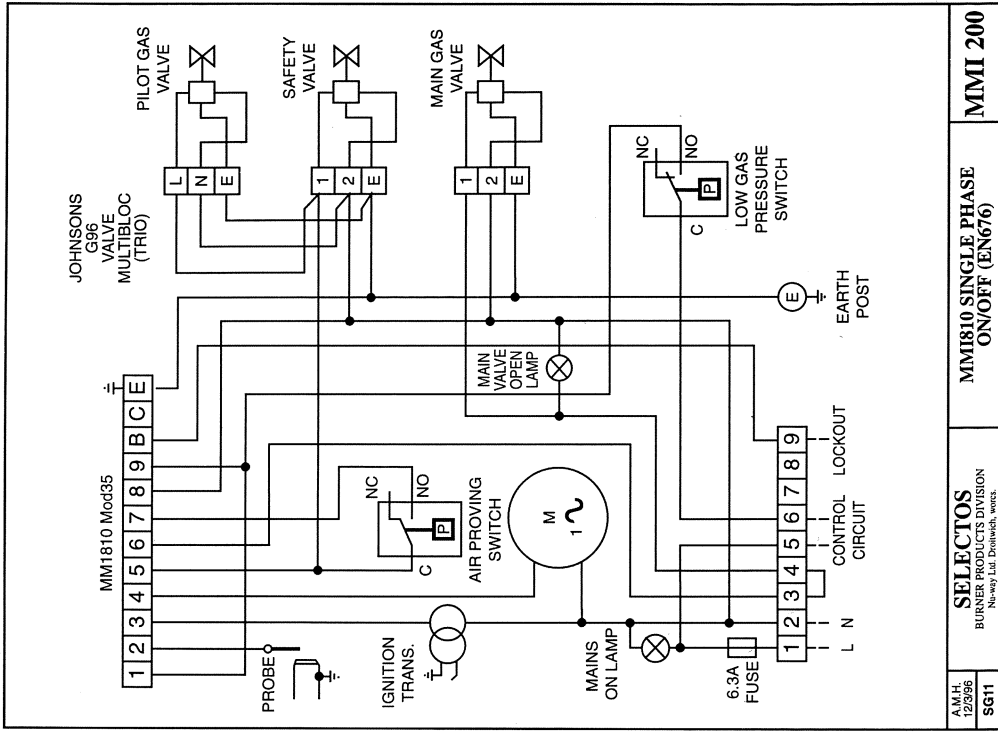 PILOT GAS
VALVE
SAFETY
VALVE
MAIN GAS
VALVE
JOHNSONS
G96
VALVE
MULTIBLOC
(TRIO)
L
N
E
1
2
E
1
2
E
NC
NO
C
P
LOW GAS
PRESSURE
SWITCH
E
EARTH
POST
MAIN
VALVE
OPEN
LAMP
MM1810 Mod35
1
2
3
4
5
6
7
8
9
B
C
E
NC
NO
C
P
AIR PROVING
SWITCH
M
1
PROBE
IGNITION
TRANS.
MAINS
ON LAMP
6.3A
FUSE
1
2
3
4
5
6
7
8
9
L
N
CONTROL
CIRCUIT
LOCKOUT
A.M.H.
12/3/96
SG11
SELECTOS
BURNER PRODUCTS DIVISION
Nu-way Ltd. Droitwich, worcs.
MMI810 SINGLE PHASE
ON/OFF (EN676)
MMI 200